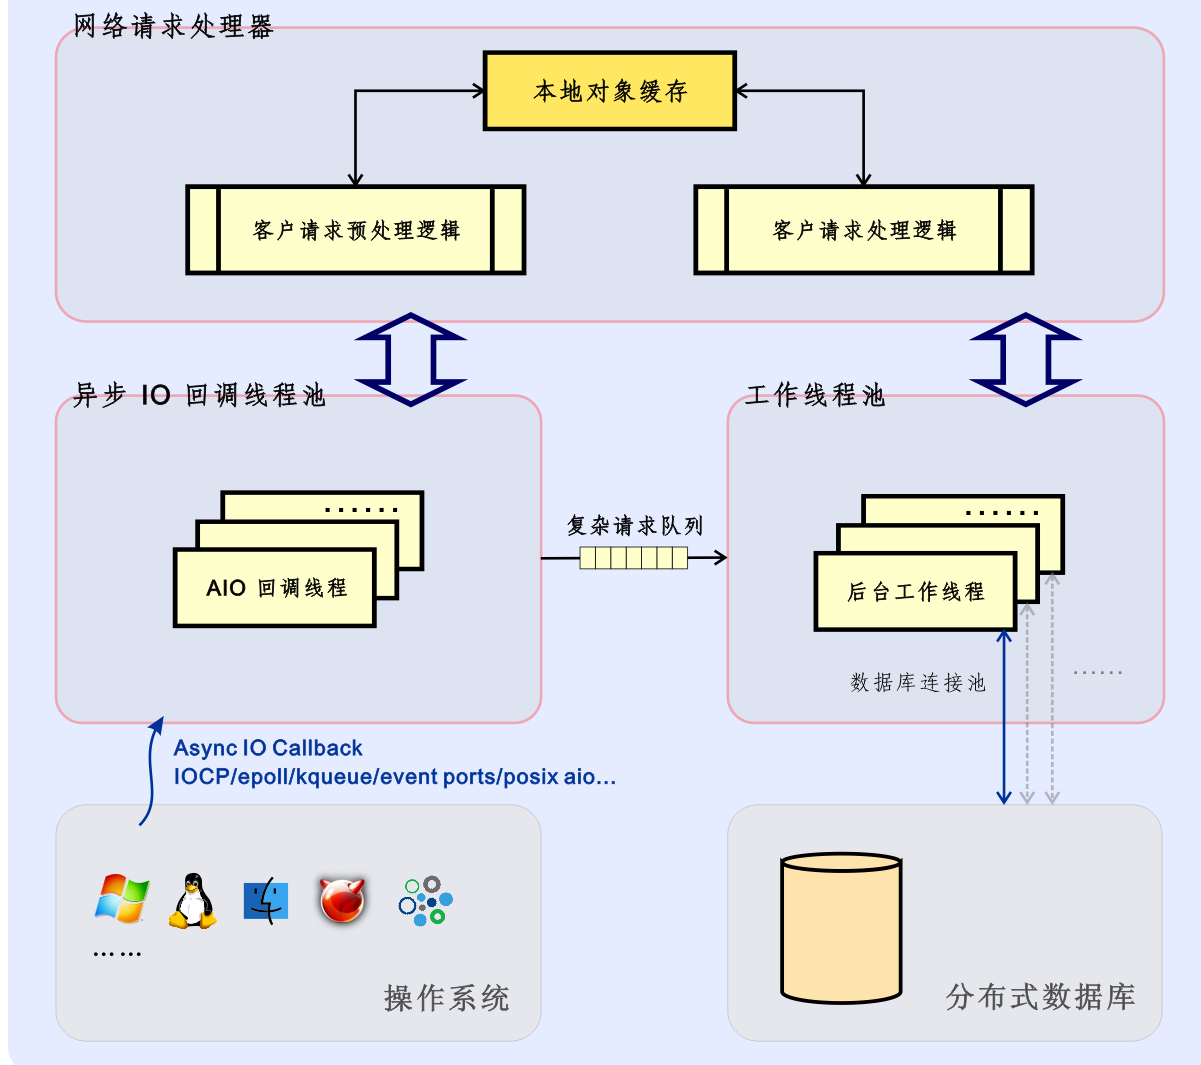 网络请求处理器
本地对象缓存
客户请求预处理逻辑
客户请求处理逻辑
异步 IO 回调线程池
工作线程池
......
复杂请求队列
......
AIO 回调线程
后台工作线程
数据库连接池
......
Async IO Callback
IOCP/epoll/kqueue/event ports/posix aio...
......
操作系统
分布式数据库